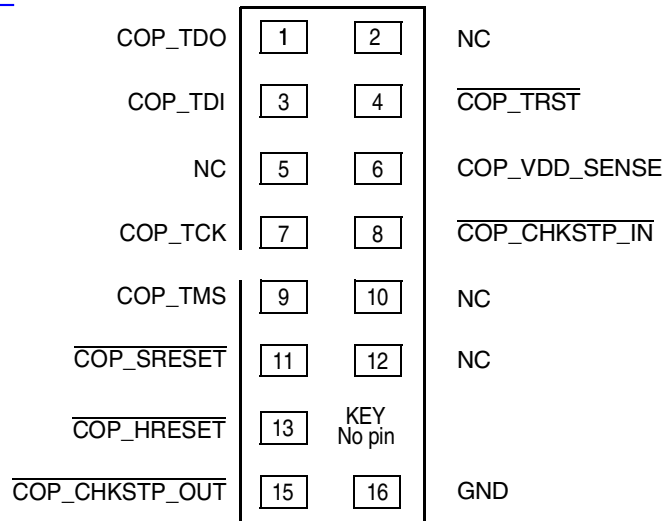 COP_TDO 1 2 NC
COP_TDI 3 4 COP_TRST
NC 5 6 COP_VDD_SENSE
COP_TCK 7 8 COP_CHKSTP_IN
COP_TMS 9 10 NC
COP_SRESET 11 12 NC
COP_HRESET 13 KEY
No pin
COP_CHKSTP_OUT 15 16 GND